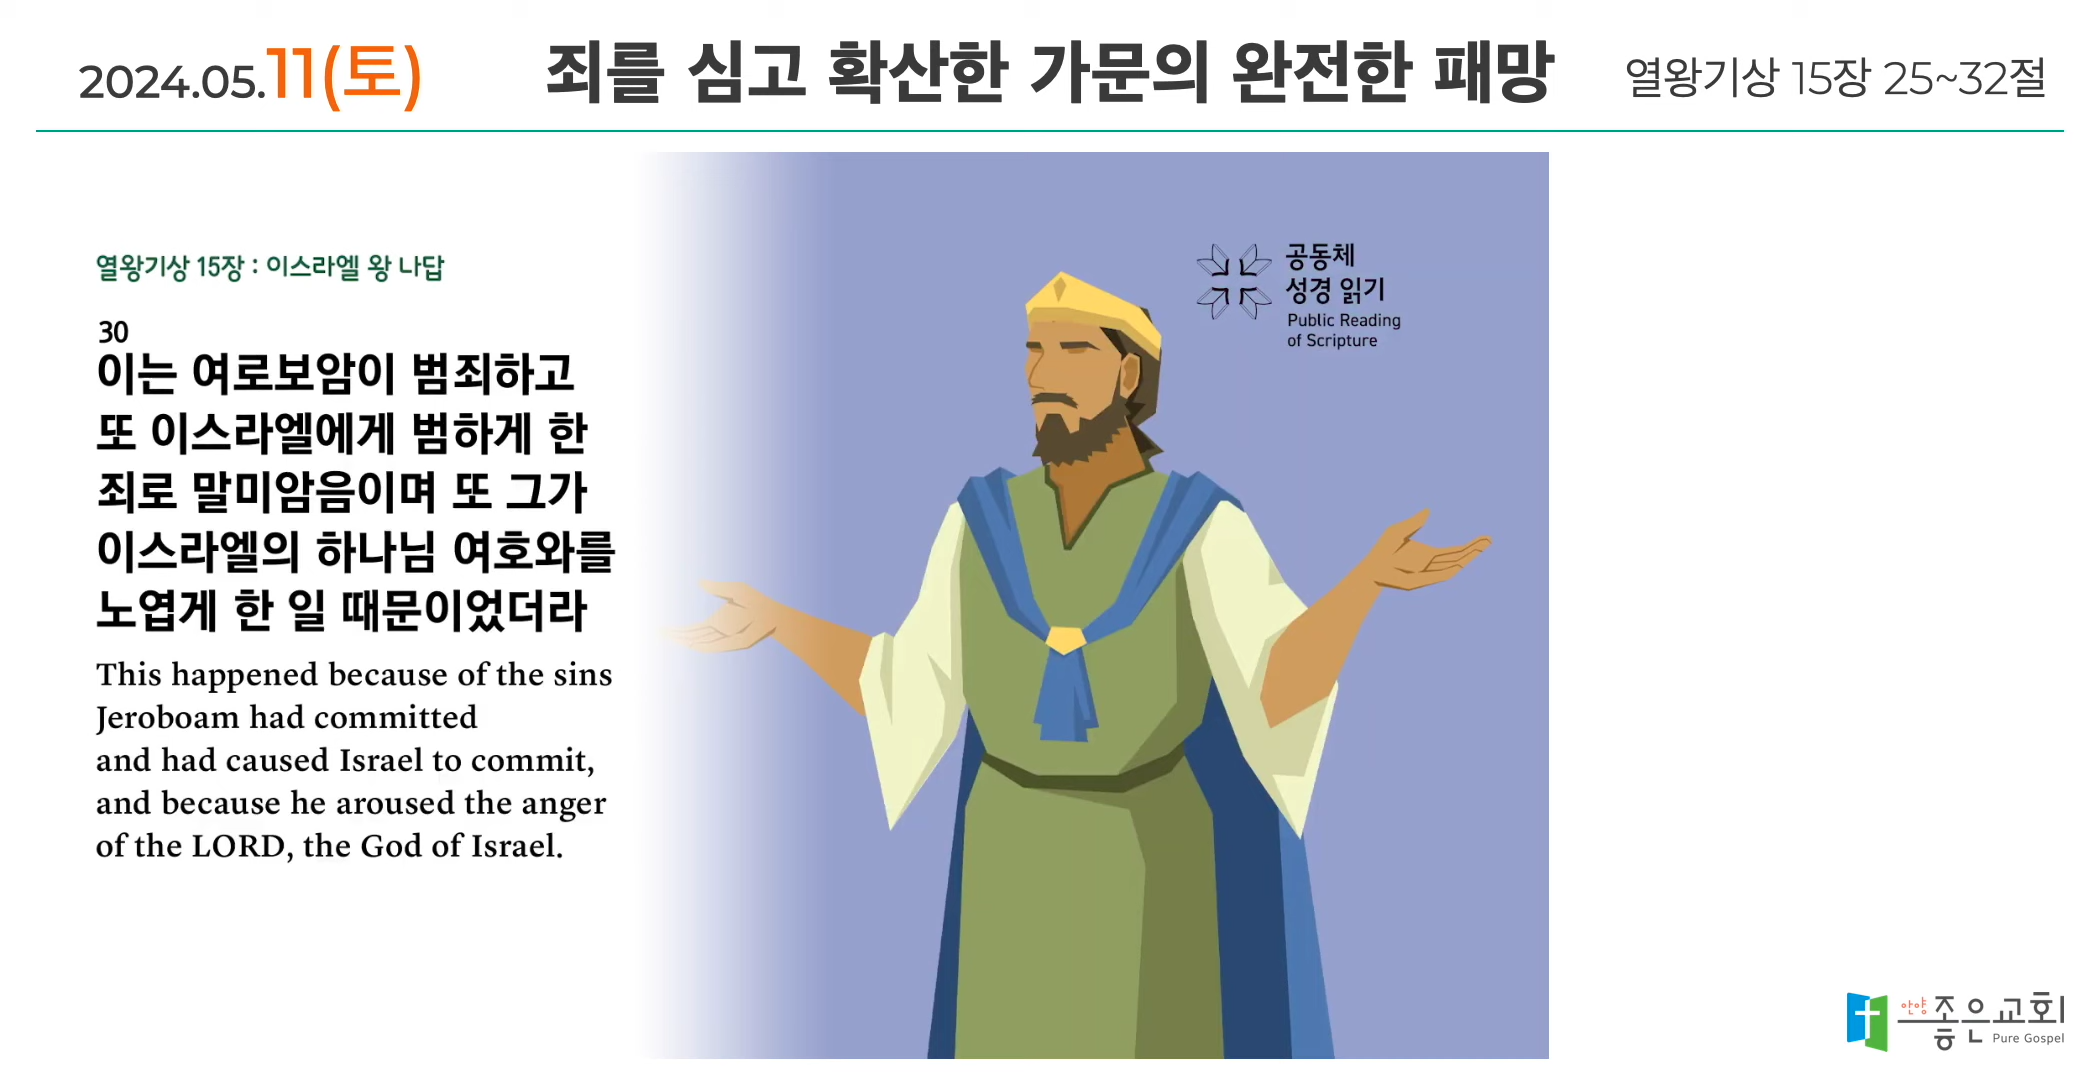 2024.05.11(토)
죄를 심고 확산한 가문의 완전한 패망
열왕기상 15장 25~32절
열왕기상 15장 : 이스라엘 왕 나답
30
이는 여로보암이 범죄하고
또 이스라엘에게 범하게 한
죄로 말미암음이며 또 그가
이스라엘의 하나님 여호와를
노엽게 한 일 때문이었더라
This happened because of the sins
Jeroboam had committed
and had caused Israel to commit,
and because he aroused the anger
of the LORD, the God of Israel.
공동체
성경 읽기
Public Reading
of Scripture
안양 좋은교회
Pure Gospel